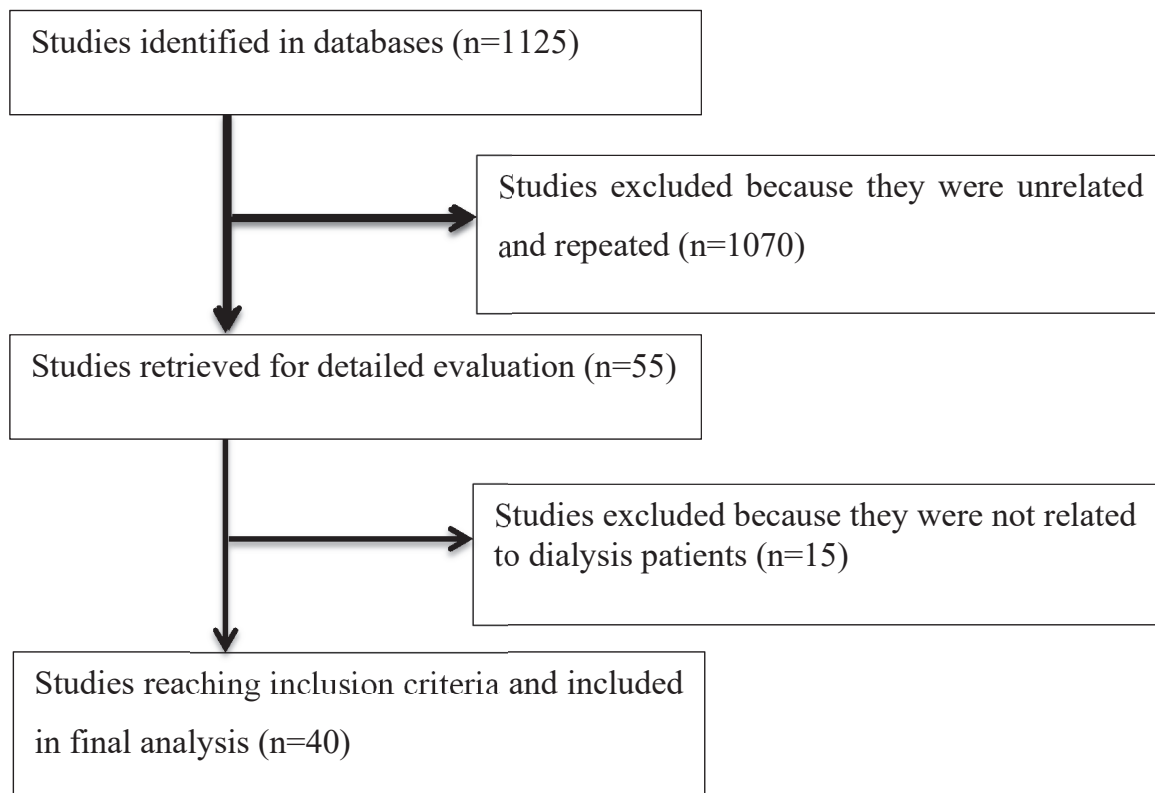 Studies identified in databases (n=1125)
Studies excluded because they were unrelated
and repeated (n=1070)
Studies retrieved for detailed evaluation (n=55)
Studies excluded because they were not related
to dialysis patients (n=15)
Studies reaching inclusion criteria and included
in final analysis (n=40)